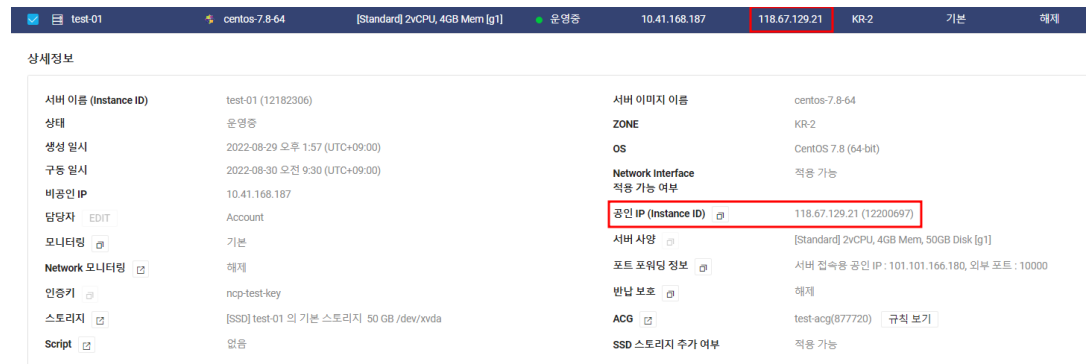 test-01 centos-7.8-64 [Standard] 2vCPU, 4GB Mem [g1] 운영중 10.41.168.187 118.67.129.21 KR-2 기본 해제
상세정보
서버 이름 (Instance ID) test-01 (12182306) 서버 이미지 이름 centos-7.8-64
상태 운영중 ZONE KR-2
생성 일시 2022-08-29 오후 1:57 (UTC+09:00) OS CentOS 7.8 (64-bit)
구동 일시 2022-08-30 오전 9:30 (UTC+09:00) Network Interface 적용 가능
적용 가능 여부
비공인 IP 10.41.168.187
담당자 EDIT Account 공인 IP (Instance ID) 118.67.129.21 (12200697)
모니터링 기본 서버 사양 [Standard] 2vCPU, 4GB Mem, 50GB Disk [g1]
Network 모니터링 해제 포트 포워딩 정보 서버 접속용 공인 IP : 101.101.166.180, 외부 포트 : 10000
인증키 ncp-test-key 반납 보호 해제
스토리지 [SSD] test-01 의 기본 스토리지 50 GB /dev/xvda ACG test-acg(877720) 규칙 보기
Script 없음 SSD 스토리지 추가 여부 적용 가능